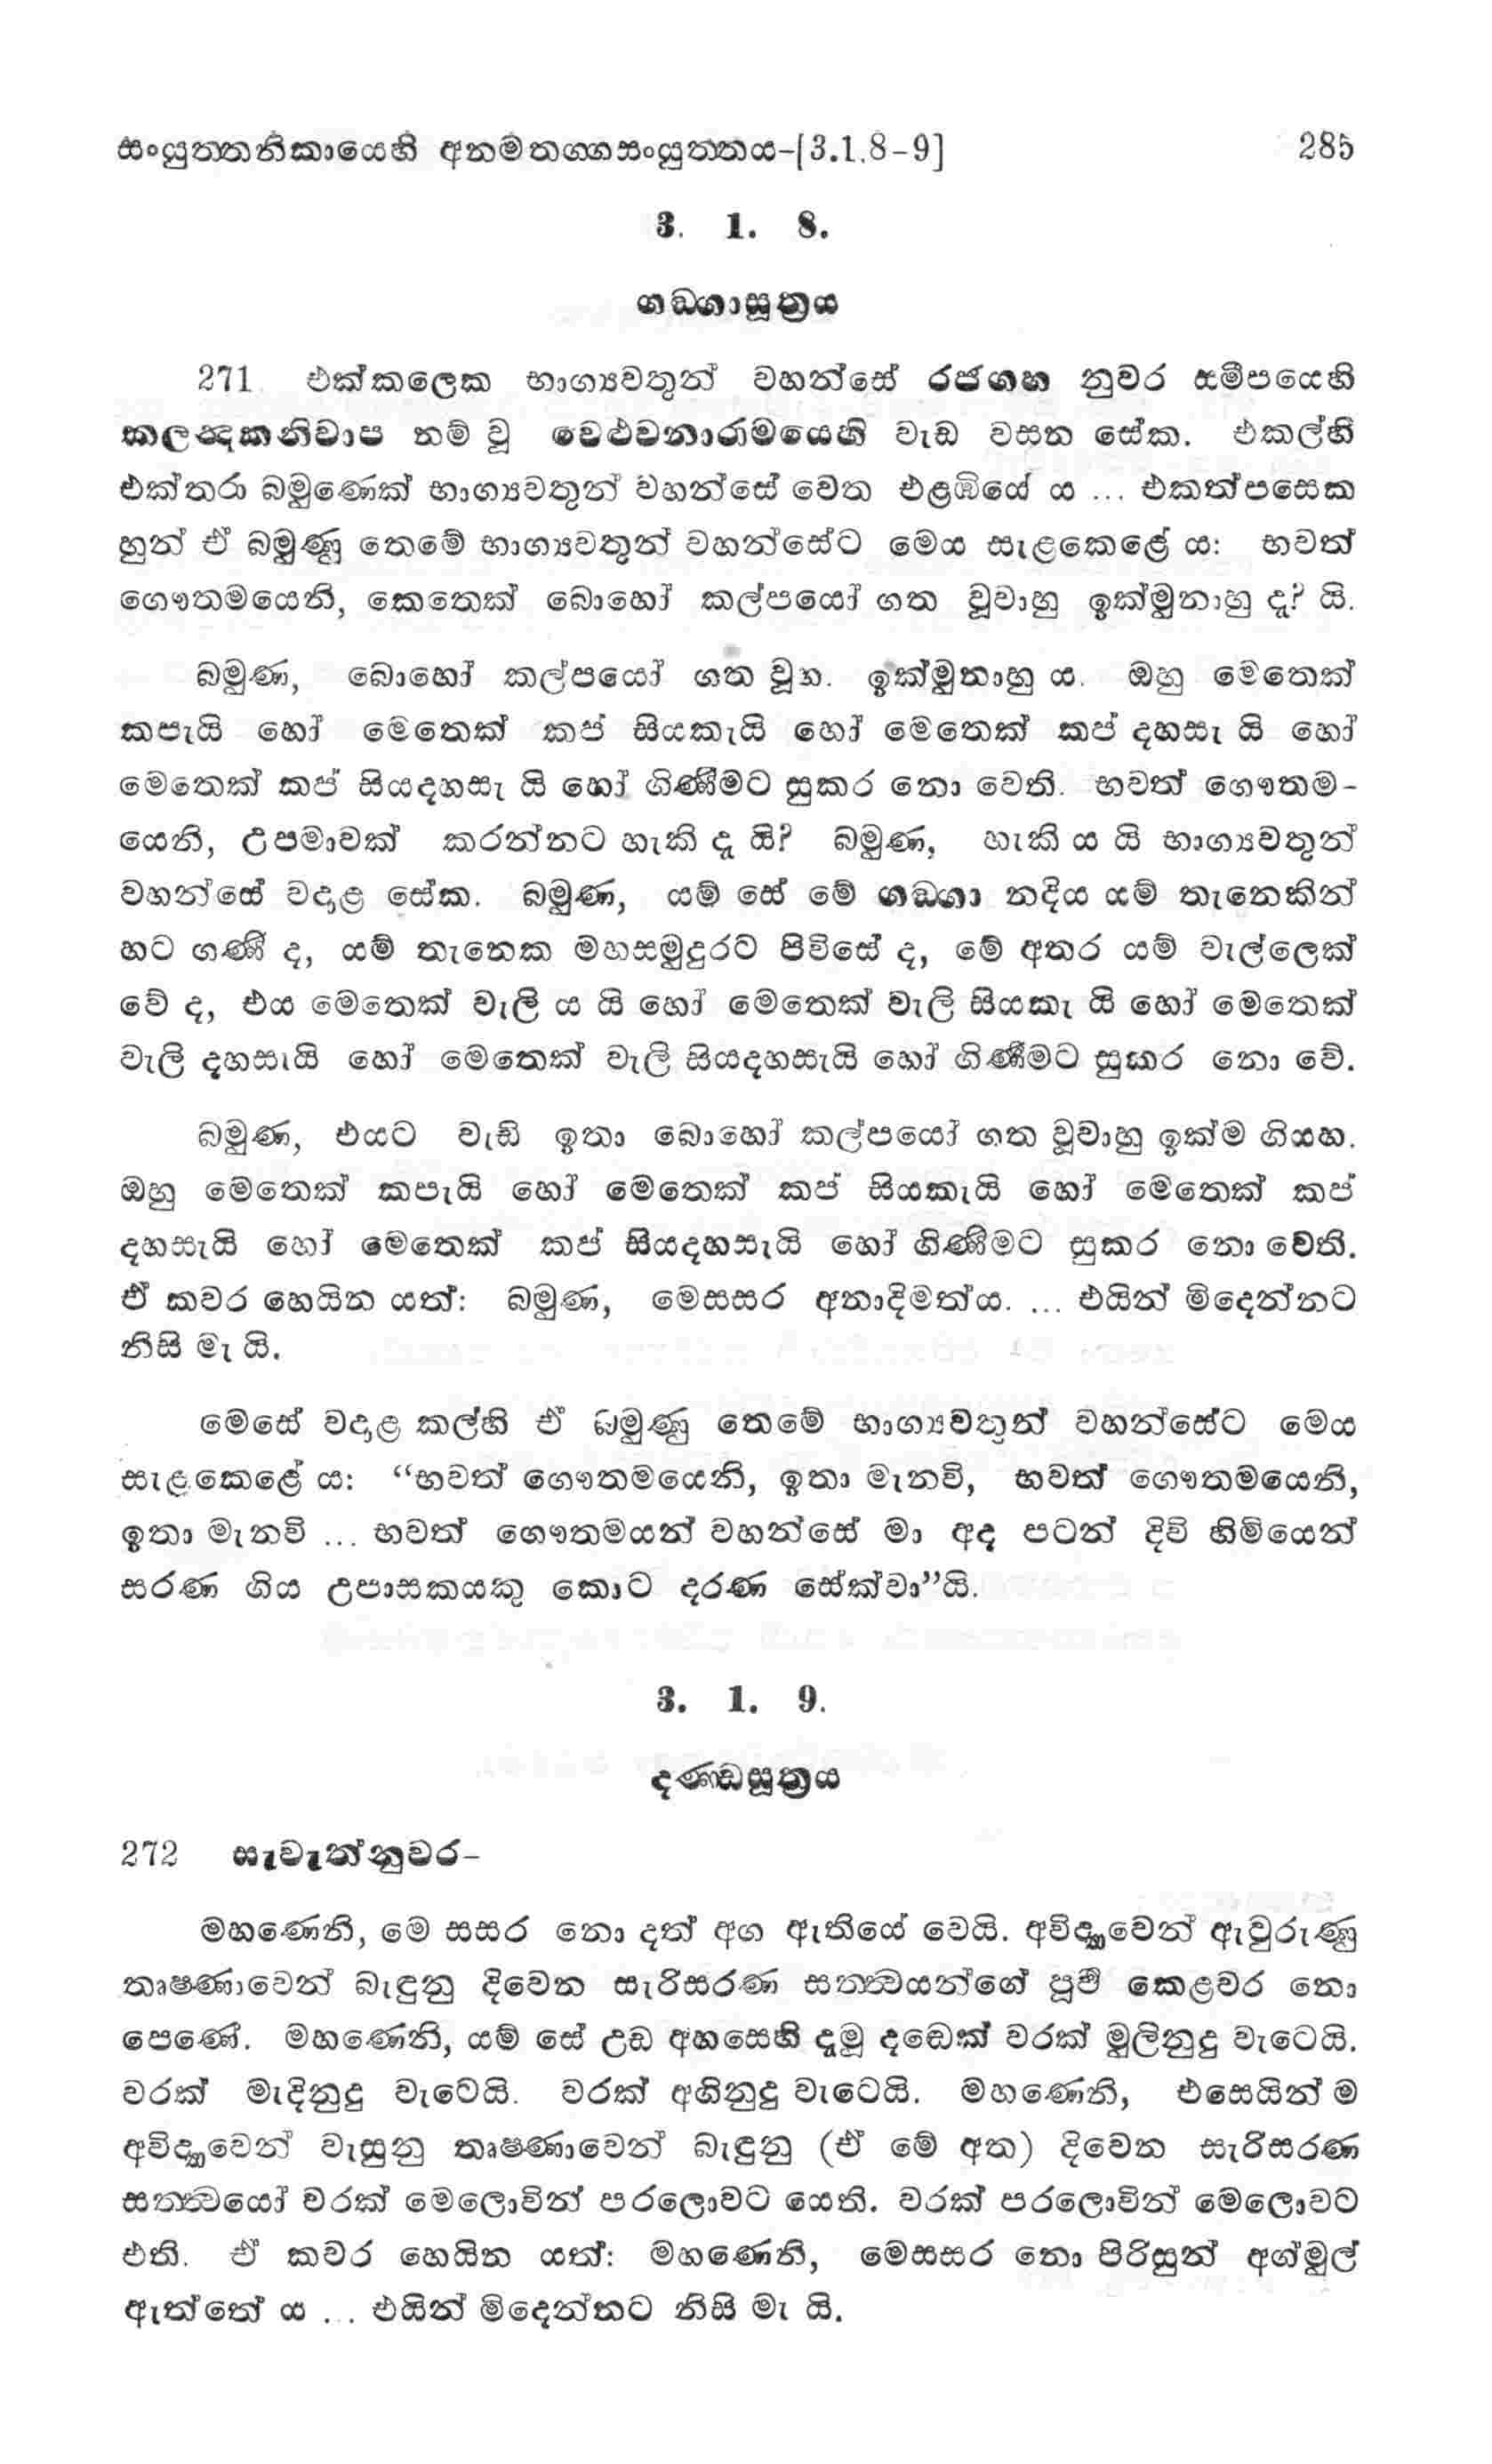 සංයුත්තනිකායෙහි අනමතග්ගසංයුත්තය-[3.1.8-9] 285
3. 1. 8.
ගඞ්ගාසූත්‍රය
271 එක්කලෙක භාග්‍යවතුන් වහන්සේ රජගහ නුවර සමීපයෙහි
කලන්‍දකනිවාප නම් වූ වෙළුවනාරාමයෙහි වැඩ වසන සේක. එකල්හි
එක්තරා බමුණෙක් භාග්‍යවතුන් වහන්සේ වෙත එළඹියේ ය ... එකත්පසෙක
හුන් ඒ බමුණු තෙමේ භාග්‍යවතුන් වහන්සේට මෙය සැළකෙළේ ය: භවත්
ගෞතමයෙනි, කෙතෙක් බොහෝ කල්පයෝ ගත වූවාහු ඉක්මුනාහු ද? යි.
බමුණ, බොහෝ කල්පයෝ ගත වූහ. ඉක්මුනාහු ය. ඔහු මෙතෙක්
කපැයි හෝ මෙතෙක් කප් සියකැයි හෝ මෙතෙක් කප් දහසැ යි හෝ
මෙතෙක් කප් සියදහසැ යි හෝ ගිණීමට සුකර නො වෙති. භවත් ගෞතම-
යෙනි, උපමාවක් කරන්නට හැකි දැ යි? බමුණ, හැකි ය යි භාග්‍යවතුන්
වහන්සේ වදාළ සේක. බමුණ, යම් සේ මේ ගඞ්ගා නදිය යම් තැනෙකින්
හට ගණී ද, යම් තැනෙක මහසමුදුරට පිවිසේ ද, මේ අතර යම් වැල්ලෙක්
වේ ද, එය මෙතෙක් වැලි ය යි හෝ මෙතෙක් වැලි සියකැ යි හෝ මෙතෙක්
වැලි දහසැයි හෝ මෙතෙක් වැලි සියදහසැයි හෝ ගිණීමට සුකර නො වේ.
බමුණ, එයට වැඩි ඉතා බොහෝ කල්පයෝ ගත වූවාහු ඉක්ම ගියහ.
ඔහු මෙතෙක් කපැයි හෝ මෙතෙක් කප් සියකැයි හෝ මෙතෙක් කප්
දහසැයි හෝ මෙතෙක් කප් සියදහසැයි හෝ ගිණීමට සුකර නො වෙති.
ඒ කවර හෙයින යත්: බමුණ, මෙසසර අනාදිමත්ය. ... එයින් මිදෙන්නට
නිසි මැ යි.
මෙසේ වදාළ කල්හි ඒ බමුණු තෙමේ භාග්‍යවතුන් වහන්සේට මෙය
සැළකෙළේ ය: “භවත් ගෞතමයෙනි, ඉතා මැනවි, භවත් ගෞතමයෙනි,
ඉතා මැනවි ... භවත් ගෞතමයන් වහන්සේ මා අද පටන් දිවි හිමියෙන්
සරණ ගිය උපාසකයකු කොට දරණ සේක්වා”යි.
3. 1. 9.
දණ්ඩසූත්‍රය
272 සැවැත්නුවර-
මහණෙනි, මෙ සසර නො දත් අග ඇතියේ වෙයි. අවිද්‍යාවෙන් ඇවුරුණු
තෘෂ්ණාවෙන් බැඳුනු දිවෙන සැරිසරණ සත්ත්‍වයන්ගේ පූර්‍ව කෙළවර නො
පෙණේ. මහණෙනි, යම් සේ උඩ අහසෙහි දැමූ දඬෙක් වරක් මුලිනුදු වැටෙයි.
වරක් මැදිනුදු වැටෙයි. වරක් අගිනුදු වැටෙයි. මහණෙනි, එසෙයින් ම
අවිද්‍යාවෙන් වැසුනු තෘෂ්ණාවෙන් බැඳුනු (ඒ මේ අත) දිවෙන සැරිසරණ
සත්ත්‍වයෝ වරක් මෙලොවින් පරලොවට යෙති. වරක් පරලොවින් මෙලොවට
එති. ඒ කවර හෙයින යත්: මහණෙනි, මෙසසර නො පිරිසුන් අග්මුල්
ඇත්තේ ය ... එයින් මිදෙන්නට නිසි මැ යි.